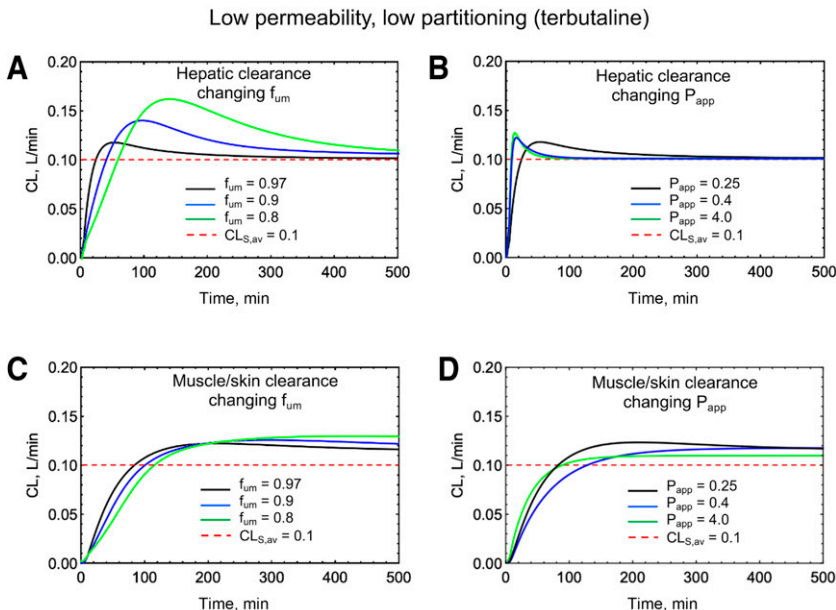 Low permeability, low partitioning (terbutaline)
A
Hepatic clearance
changing fum
CL, L/min
0.20
0.15
0.10
0.05
0.00
fum = 0.97
fum = 0.9
fum = 0.8
CLS,av = 0.1
0 100 200 300 400 500
Time, min
B
Hepatic clearance
changing Papp
CL, L/min
0.20
0.15
0.10
0.05
0.00
Papp = 0.25
Papp = 0.4
Papp = 4.0
CLS,av = 0.1
0 100 200 300 400 500
Time, min
C
Muscle/skin clearance
changing fum
CL, L/min
0.20
0.15
0.10
0.05
0.00
fum = 0.97
fum = 0.9
fum = 0.8
CLS,av = 0.1
0 100 200 300 400 500
Time, min
D
Muscle/skin clearance
changing Papp
CL, L/min
0.20
0.15
0.10
0.05
0.00
Papp = 0.25
Papp = 0.4
Papp = 4.0
CLS,av = 0.1
0 100 200 300 400 500
Time, min